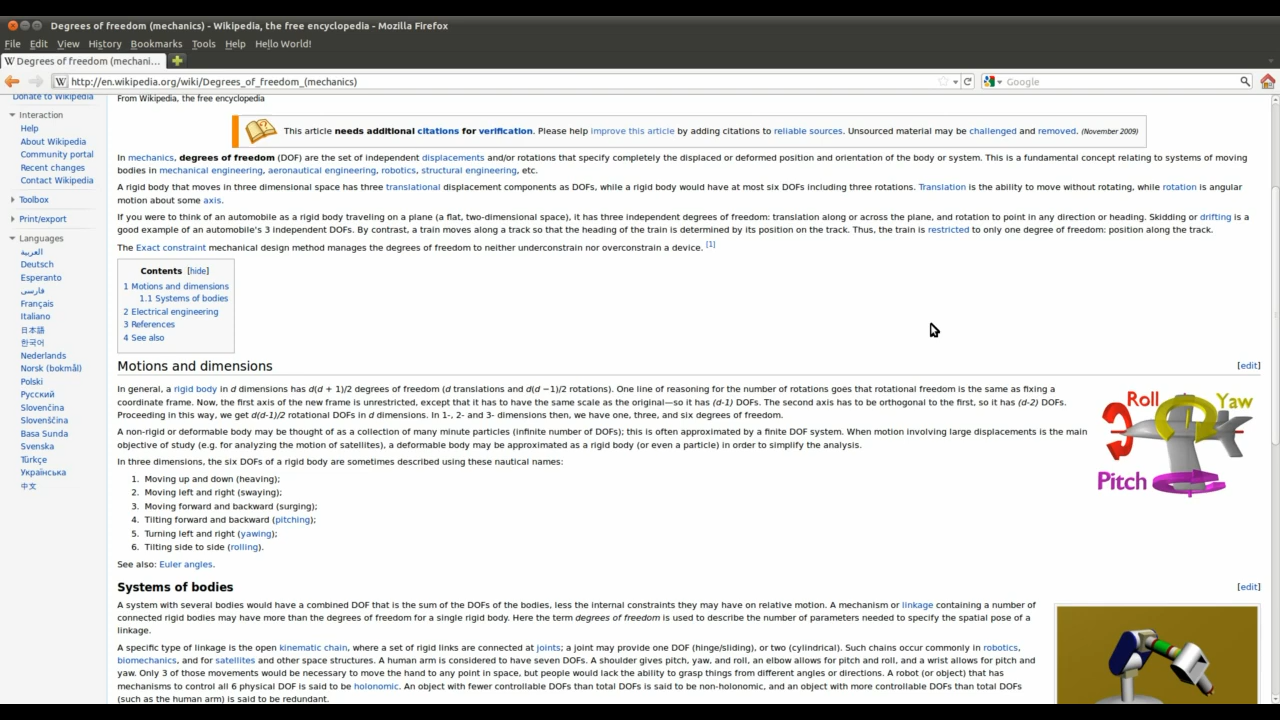 Degrees of freedom (mechanics) - Wikipedia, the free encyclopedia - Mozilla Firefox
File Edit View History Bookmarks Tools Help Hello World!
W Degrees of freedom (mechani...
W http://en.wikipedia.org/wiki/Degrees_of_freedom_(mechanics)
Google
Donate to Wikipedia
Interaction
Help
About Wikipedia
Community portal
Recent changes
Contact Wikipedia
Toolbox
Print/export
Languages
العربية
Deutsch
Esperanto
فارسی
Français
Italiano
日本語
한국어
Nederlands
Norsk (bokmål)
Polski
Русский
Slovenčina
Slovenščina
Basa Sunda
Svenska
Türkçe
Українська
中文
From Wikipedia, the free encyclopedia
This article needs additional citations for verification. Please help improve this article by adding citations to reliable sources. Unsourced material may be challenged and removed. (November 2009)
In mechanics, degrees of freedom (DOF) are the set of independent displacements and/or rotations that specify completely the displaced or deformed position and orientation of the body or system. This is a fundamental concept relating to systems of moving
bodies in mechanical engineering, aeronautical engineering, robotics, structural engineering, etc.
A rigid body that moves in three dimensional space has three translational displacement components as DOFs, while a rigid body would have at most six DOFs including three rotations. Translation is the ability to move without rotating, while rotation is angular
motion about some axis.
If you were to think of an automobile as a rigid body traveling on a plane (a flat, two-dimensional space), it has three independent degrees of freedom: translation along or across the plane, and rotation to point in any direction or heading. Skidding or drifting is a
good example of an automobile's 3 independent DOFs. By contrast, a train moves along a track so that the heading of the train is determined by its position on the track. Thus, the train is restricted to only one degree of freedom: position along the track.
The Exact constraint mechanical design method manages the degrees of freedom to neither underconstrain nor overconstrain a device. [1]
Contents [hide]
1 Motions and dimensions
1.1 Systems of bodies
2 Electrical engineering
3 References
4 See also
Motions and dimensions
[edit]
In general, a rigid body in d dimensions has d(d + 1)/2 degrees of freedom (d translations and d(d −1)/2 rotations). One line of reasoning for the number of rotations goes that rotational freedom is the same as fixing a
coordinate frame. Now, the first axis of the new frame is unrestricted, except that it has to have the same scale as the original—so it has (d-1) DOFs. The second axis has to be orthogonal to the first, so it has (d-2) DOFs.
Proceeding in this way, we get d(d-1)/2 rotational DOFs in d dimensions. In 1-, 2- and 3- dimensions then, we have one, three, and six degrees of freedom.
A non-rigid or deformable body may be thought of as a collection of many minute particles (infinite number of DOFs); this is often approximated by a finite DOF system. When motion involving large displacements is the main
objective of study (e.g. for analyzing the motion of satellites), a deformable body may be approximated as a rigid body (or even a particle) in order to simplify the analysis.
In three dimensions, the six DOFs of a rigid body are sometimes described using these nautical names:
1. Moving up and down (heaving);
2. Moving left and right (swaying);
3. Moving forward and backward (surging);
4. Tilting forward and backward (pitching);
5. Turning left and right (yawing);
6. Tilting side to side (rolling).
See also: Euler angles.
Roll
Yaw
Pitch
Systems of bodies
[edit]
A system with several bodies would have a combined DOF that is the sum of the DOFs of the bodies, less the internal constraints they may have on relative motion. A mechanism or linkage containing a number of
connected rigid bodies may have more than the degrees of freedom for a single rigid body. Here the term degrees of freedom is used to describe the number of parameters needed to specify the spatial pose of a
linkage.
A specific type of linkage is the open kinematic chain, where a set of rigid links are connected at joints; a joint may provide one DOF (hinge/sliding), or two (cylindrical). Such chains occur commonly in robotics,
biomechanics, and for satellites and other space structures. A human arm is considered to have seven DOFs. A shoulder gives pitch, yaw, and roll, an elbow allows for pitch and roll, and a wrist allows for pitch and
yaw. Only 3 of those movements would be necessary to move the hand to any point in space, but people would lack the ability to grasp things from different angles or directions. A robot (or object) that has
mechanisms to control all 6 physical DOF is said to be holonomic. An object with fewer controllable DOFs than total DOFs is said to be non-holonomic, and an object with more controllable DOFs than total DOFs
(such as the human arm) is said to be redundant.